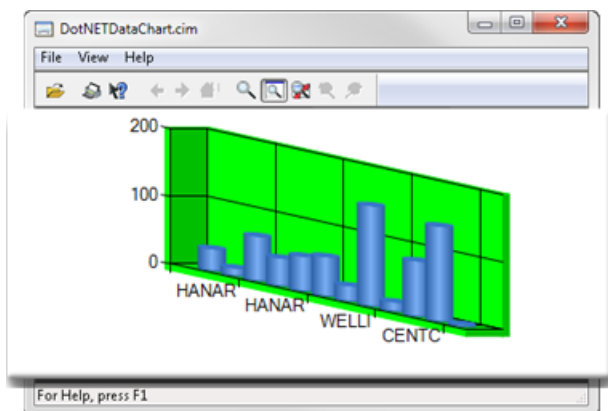 DotNETDataChart.cim
File View Help
200
100
0
HANAR
HANAR
WELLI
CENTC
For Help, press F1